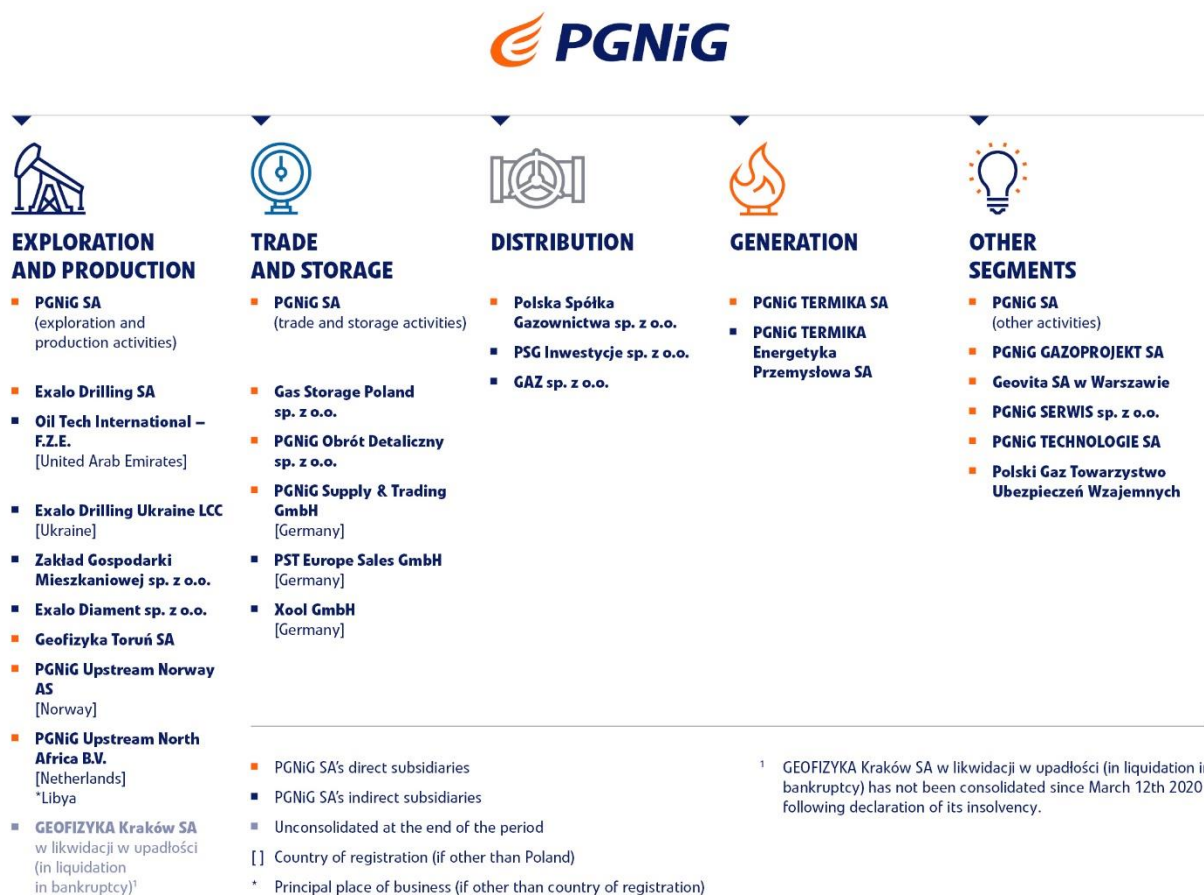 PGNiG
EXPLORATION
AND PRODUCTION
PGNiG SA
(exploration and
production activities)
Exalo Drilling SA
Oil Tech International –
F.Z.E.
[United Arab Emirates]
Exalo Drilling Ukraine LCC
[Ukraine]
Zakład Gospodarki
Mieszkaniowej sp. z o.o.
Exalo Diament sp. z o.o.
Geofizyka Toruń SA
PGNiG Upstream Norway
AS
[Norway]
PGNiG Upstream North
Africa B.V.
[Netherlands]
*Libya
GEOFIZYKA Kraków SA
w likwidacji w upadłości
(in liquidation
in bankruptcy)¹
TRADE
AND STORAGE
PGNiG SA
(trade and storage activities)
Gas Storage Poland
sp. z o.o.
PGNiG Obrót Detaliczny
sp. z o.o.
PGNiG Supply & Trading
GmbH
[Germany]
PST Europe Sales GmbH
[Germany]
Xool GmbH
[Germany]
DISTRIBUTION
Polska Spółka
Gazownictwa sp. z o.o.
PSG Inwestycje sp. z o.o.
GAZ sp. z o.o.
GENERATION
PGNiG TERMIKA SA
PGNiG TERMIKA
Energetyka
Przemysłowa SA
OTHER
SEGMENTS
PGNiG SA
(other activities)
PGNiG GAZOPROJEKT SA
Geovita SA w Warszawie
PGNiG SERWIS sp. z o.o.
PGNiG TECHNOLOGIE SA
Polski Gaz Towarzystwo
Ubezpieczeń Wzajemnych
PGNiG SA's direct subsidiaries
PGNiG SA's indirect subsidiaries
Unconsolidated at the end of the period
[ ] Country of registration (if other than Poland)
* Principal place of business (if other than country of registration)
¹ GEOFIZYKA Kraków SA w likwidacji w upadłości (in liquidation i
bankruptcy) has not been consolidated since March 12th 2020
following declaration of its insolvency.